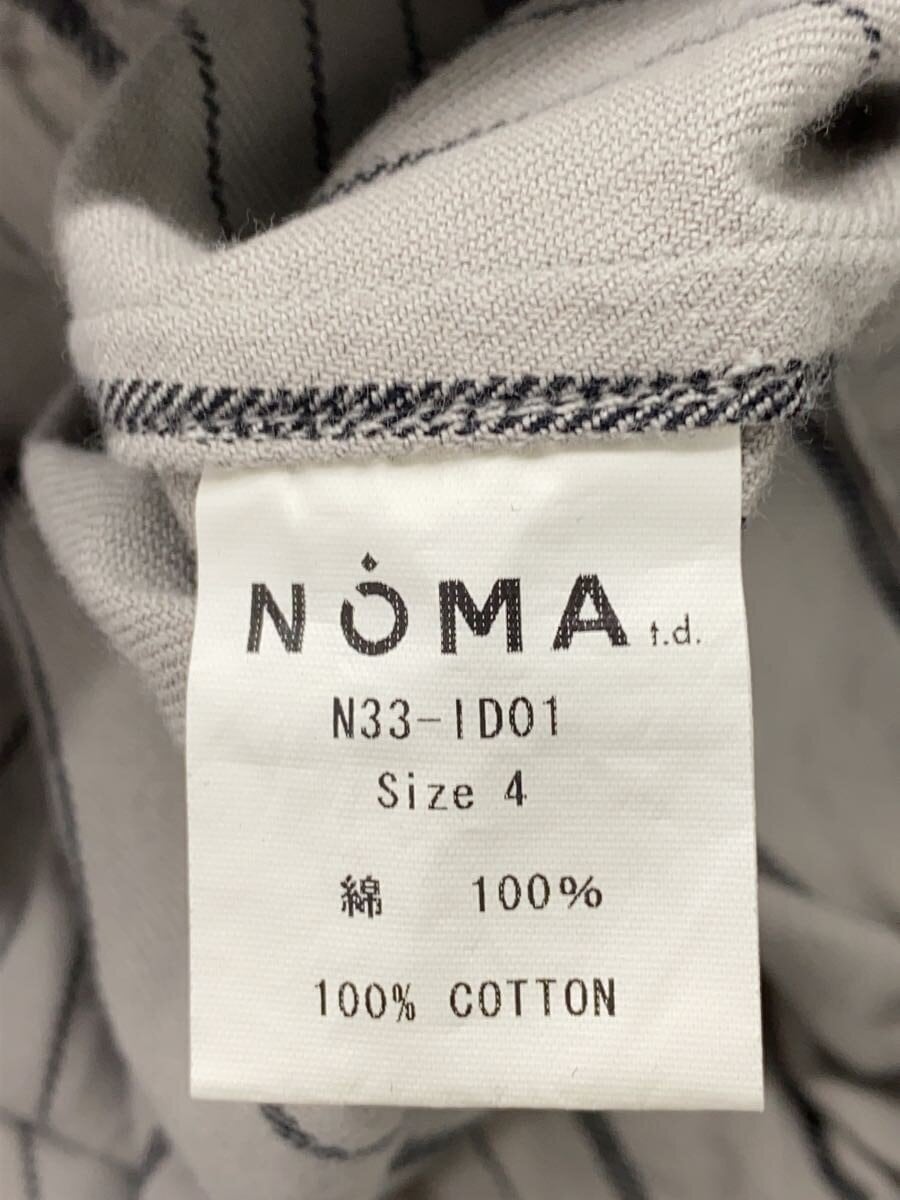 NOMA t.d.
N33-ID01
Size 4
綿 100%
100% COTTON